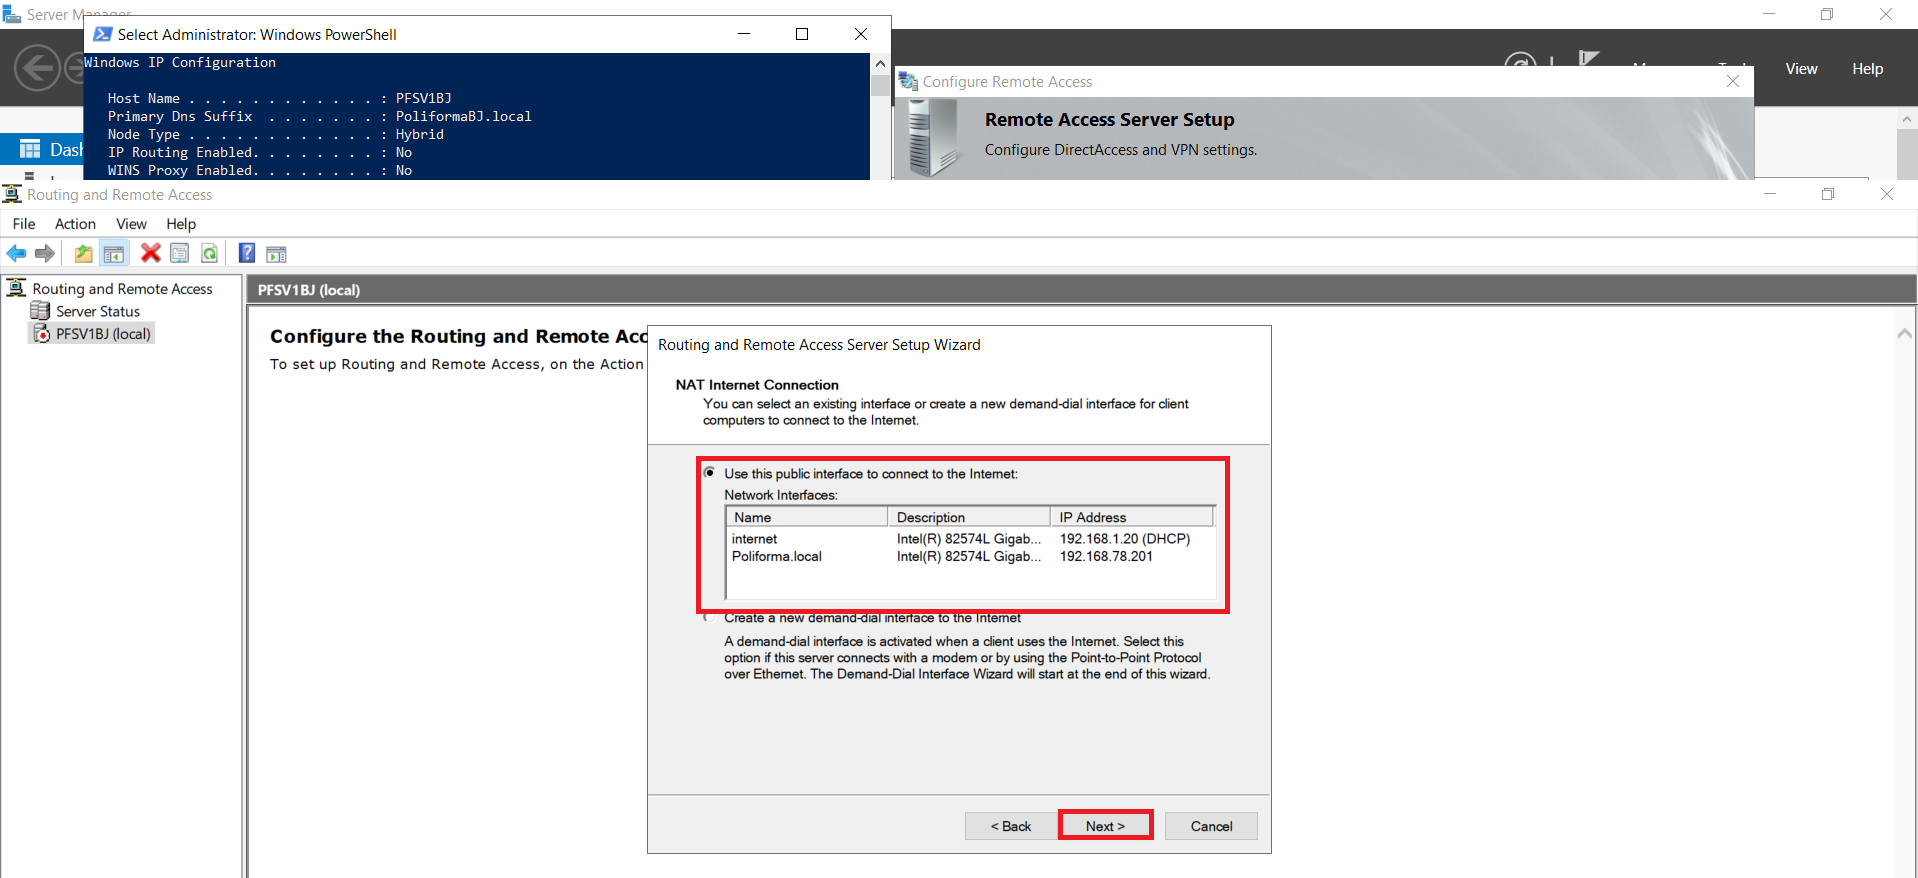 Server Manager
Select Administrator: Windows PowerShell
Windows IP Configuration
Host Name . . . . . . . . . . . . : PFSV1BJ
Primary Dns Suffix . . . . . . . : PoliformaBJ.local
Node Type . . . . . . . . . . . . : Hybrid
IP Routing Enabled. . . . . . . . : No
WINS Proxy Enabled. . . . . . . . : No
View Help
Configure Remote Access
Remote Access Server Setup
Configure DirectAccess and VPN settings.
Routing and Remote Access
File Action View Help
Routing and Remote Access
Server Status
PFSV1BJ (local)
PFSV1BJ (local)
Configure the Routing and Remote Acc
To set up Routing and Remote Access, on the Action
Routing and Remote Access Server Setup Wizard
NAT Internet Connection
You can select an existing interface or create a new demand-dial interface for client
computers to connect to the Internet.
Use this public interface to connect to the Internet:
Network Interfaces:
Name Description IP Address
internet Intel(R) 82574L Gigab... 192.168.1.20 (DHCP)
Poliforma.local Intel(R) 82574L Gigab... 192.168.78.201
Create a new demand-dial interface to the Internet
A demand-dial interface is activated when a client uses the Internet. Select this
option if this server connects with a modem or by using the Point-to-Point Protocol
over Ethernet. The Demand-Dial Interface Wizard will start at the end of this wizard.
< Back Next > Cancel